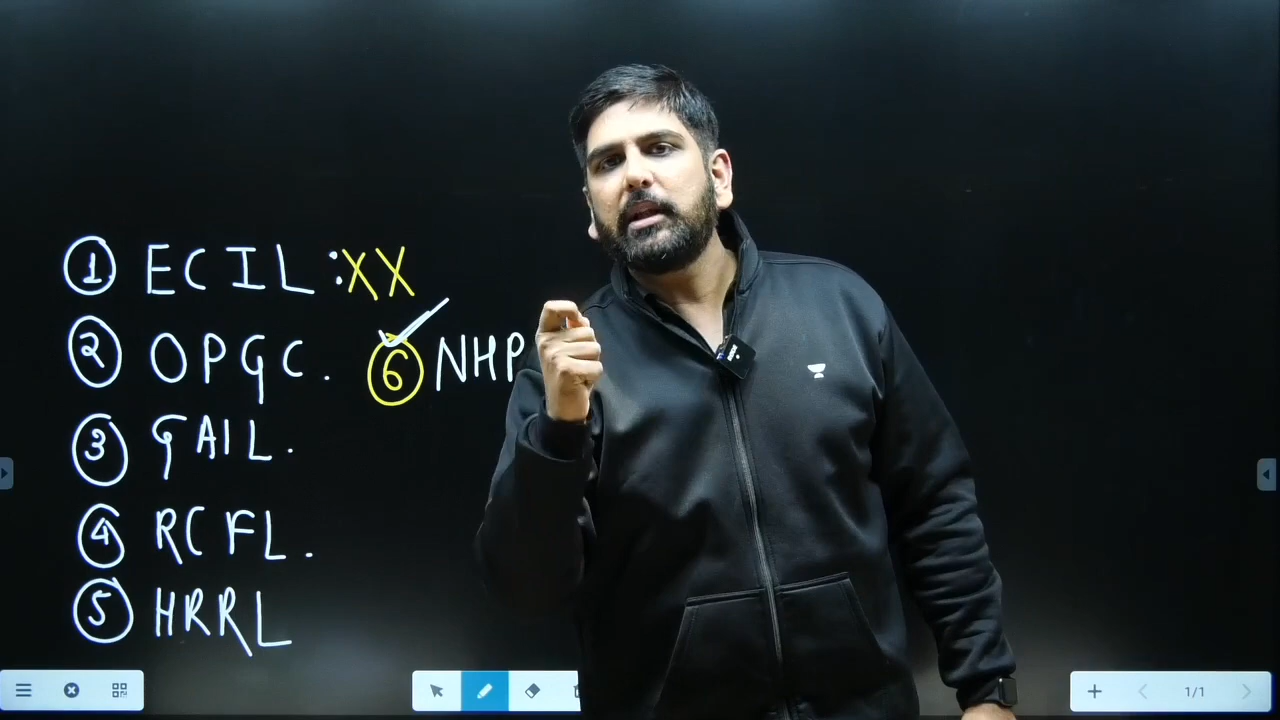 1 ECIL : XX
2 OPGC. 6 NHP
3 GAIL.
4 RCFL.
5 HRRL
1/1